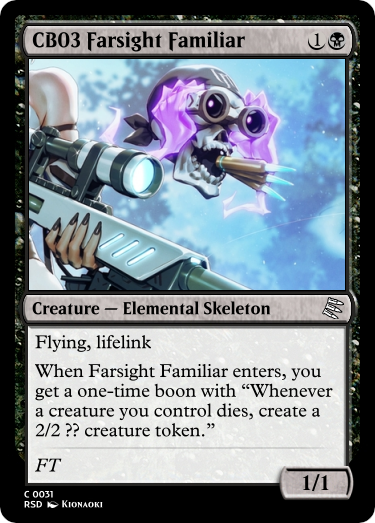 CB03 Farsight Familiar 1
Creature — Elemental Skeleton
Flying, lifelink
When Farsight Familiar enters, you
get a one-time boon with “Whenever
a creature you control dies, create a
2/2 ?? creature token.”
FT
1/1
C 0031
RSD Kionaoki